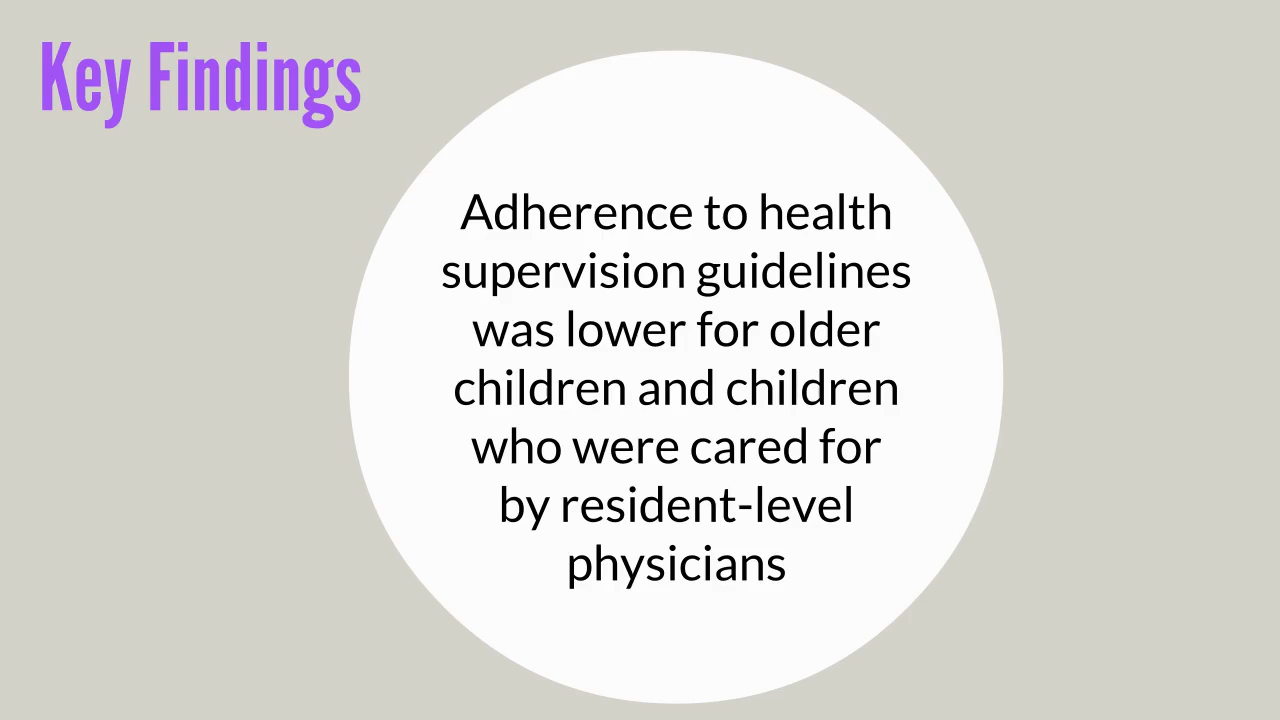 Key Findings
Adherence to health
supervision guidelines
was lower for older
children and children
who were cared for
by resident-level
physicians